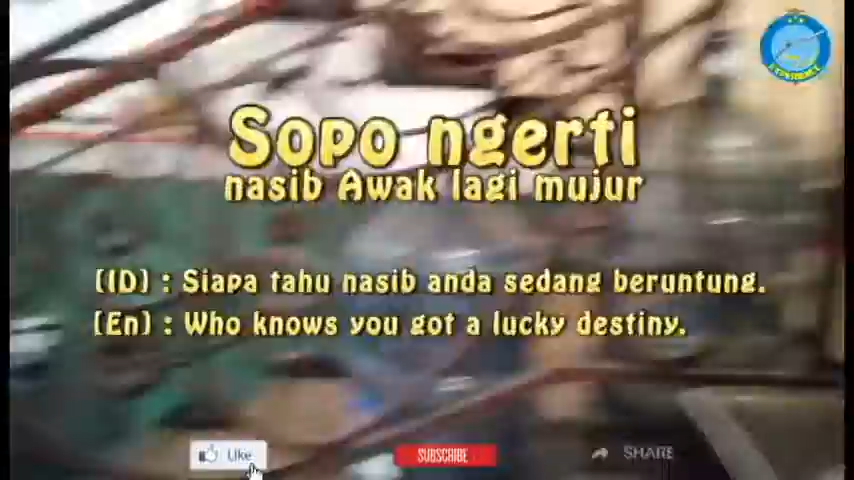 Sopo ngerti
nasib Awak lagi mujur
(ID) : Siapa tahu nasib anda sedang beruntung.
(En) : Who knows you got a lucky destiny.
Like
SUBSCRIBE
SHARE